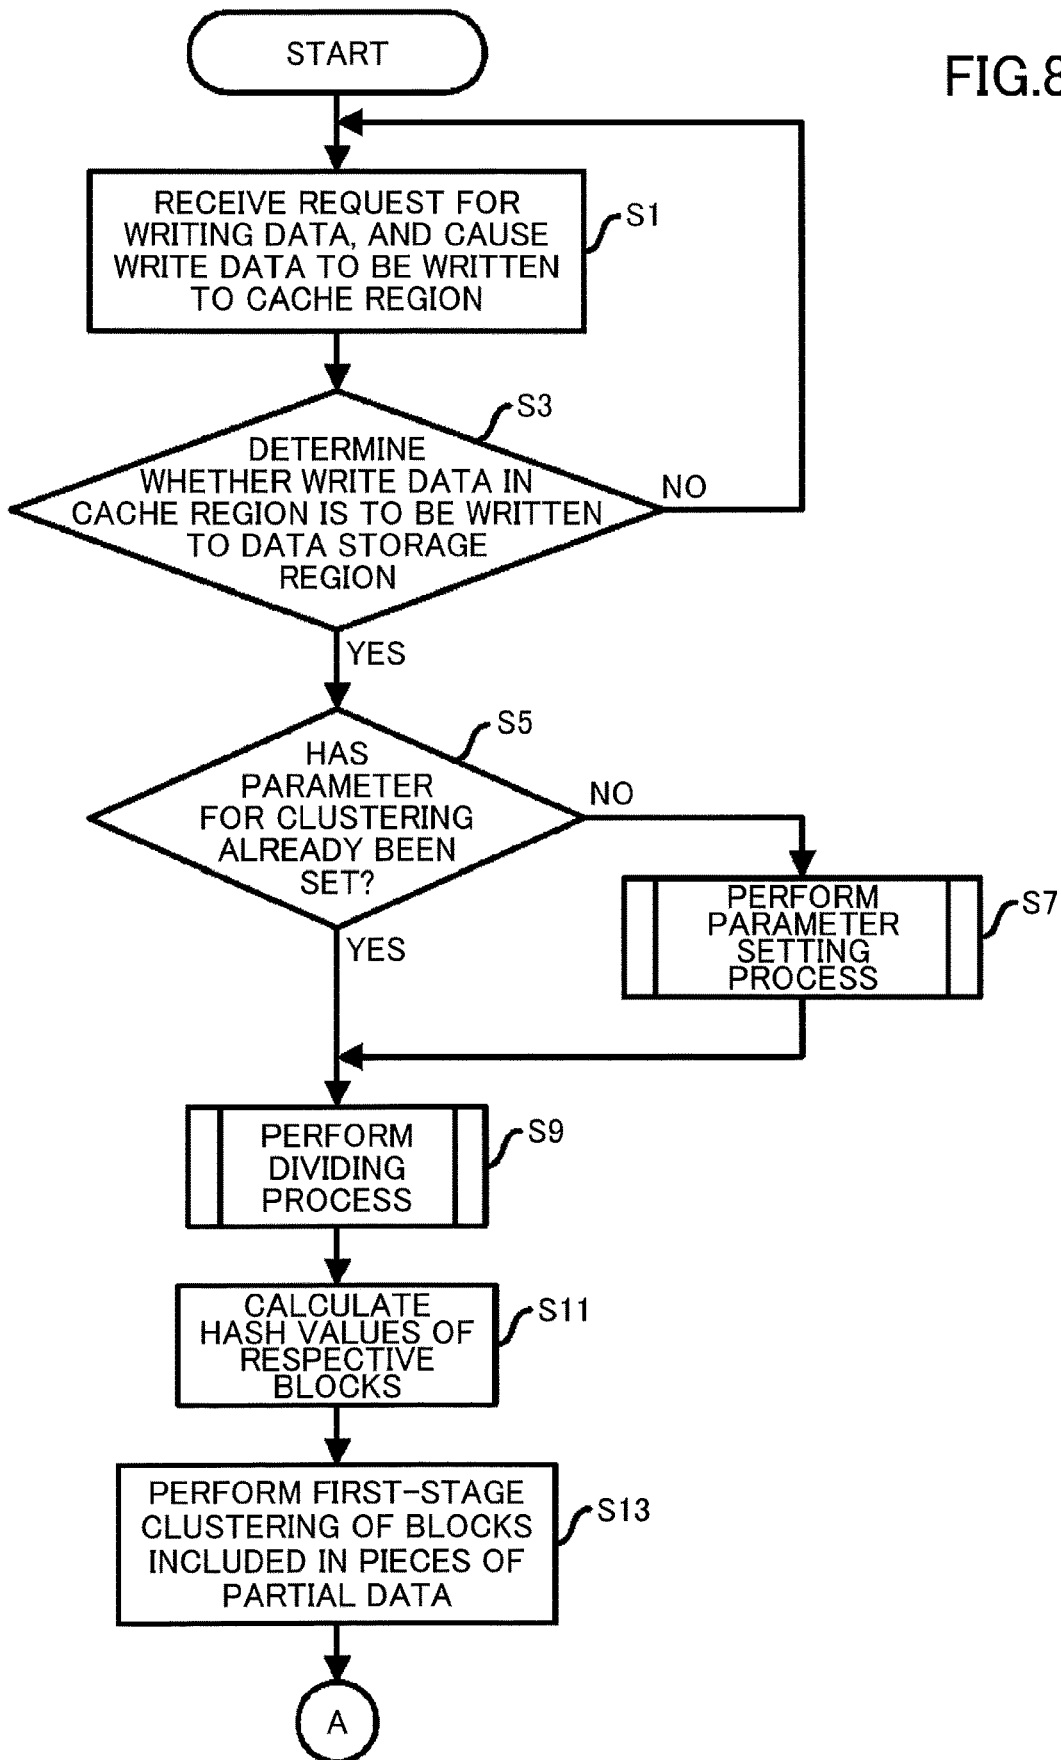 FIG.8
START
RECEIVE REQUEST FOR
WRITING DATA, AND CAUSE
WRITE DATA TO BE WRITTEN
TO CACHE REGION
S1
S3
DETERMINE
WHETHER WRITE DATA IN
CACHE REGION IS TO BE WRITTEN
TO DATA STORAGE
REGION
NO
YES
S5
HAS
PARAMETER
FOR CLUSTERING
ALREADY BEEN
SET?
NO
YES
PERFORM
PARAMETER
SETTING
PROCESS
S7
PERFORM
DIVIDING
PROCESS
S9
CALCULATE
HASH VALUES OF
RESPECTIVE
BLOCKS
S11
PERFORM FIRST-STAGE
CLUSTERING OF BLOCKS
INCLUDED IN PIECES OF
PARTIAL DATA
S13
A